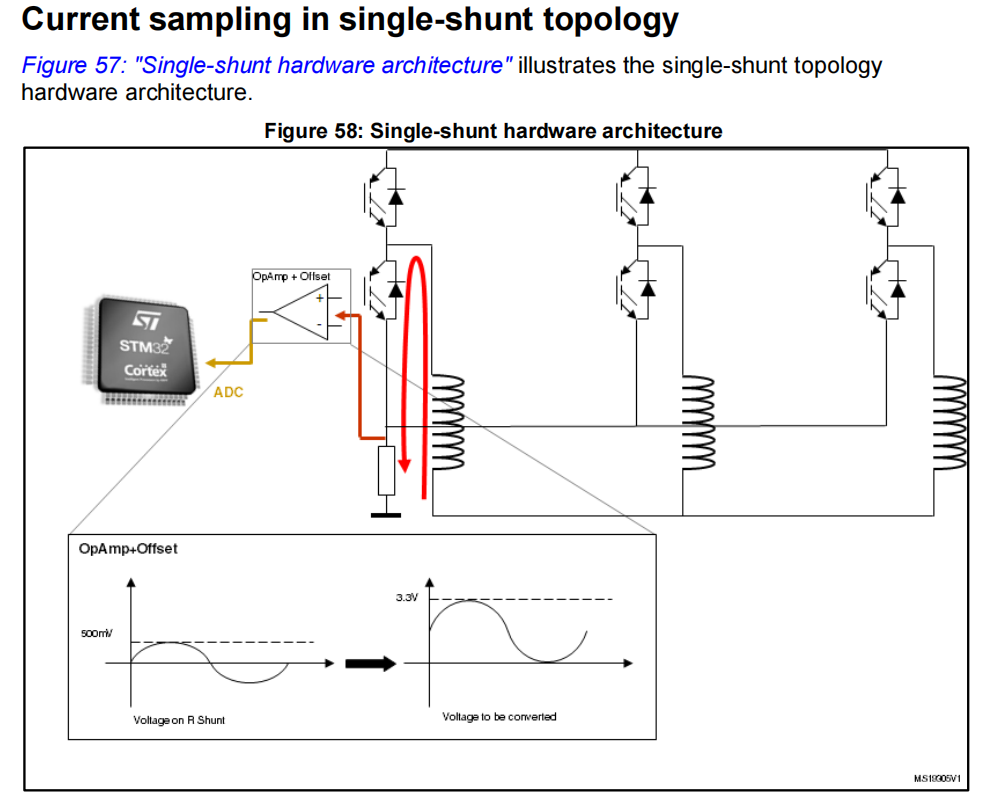 Current sampling in single-shunt topology
Figure 57: "Single-shunt hardware architecture" illustrates the single-shunt topology
hardware architecture.
Figure 58: Single-shunt hardware architecture
OpAmp + Offset
+
-
ST
STM32
Cortex
ADC
OpAmp+Offset
3.3V
500mV
Voltage on R Shunt
Voltage to be converted
MS19305V1